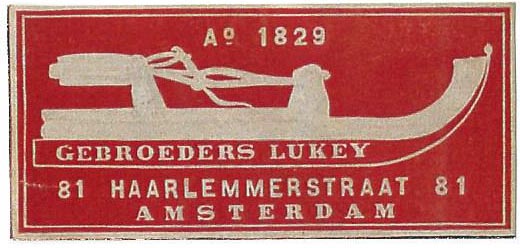 Aº 1829
GEBROEDERS LUKEY
81 HAARLEMMERSTRAAT 81
AMSTERDAM